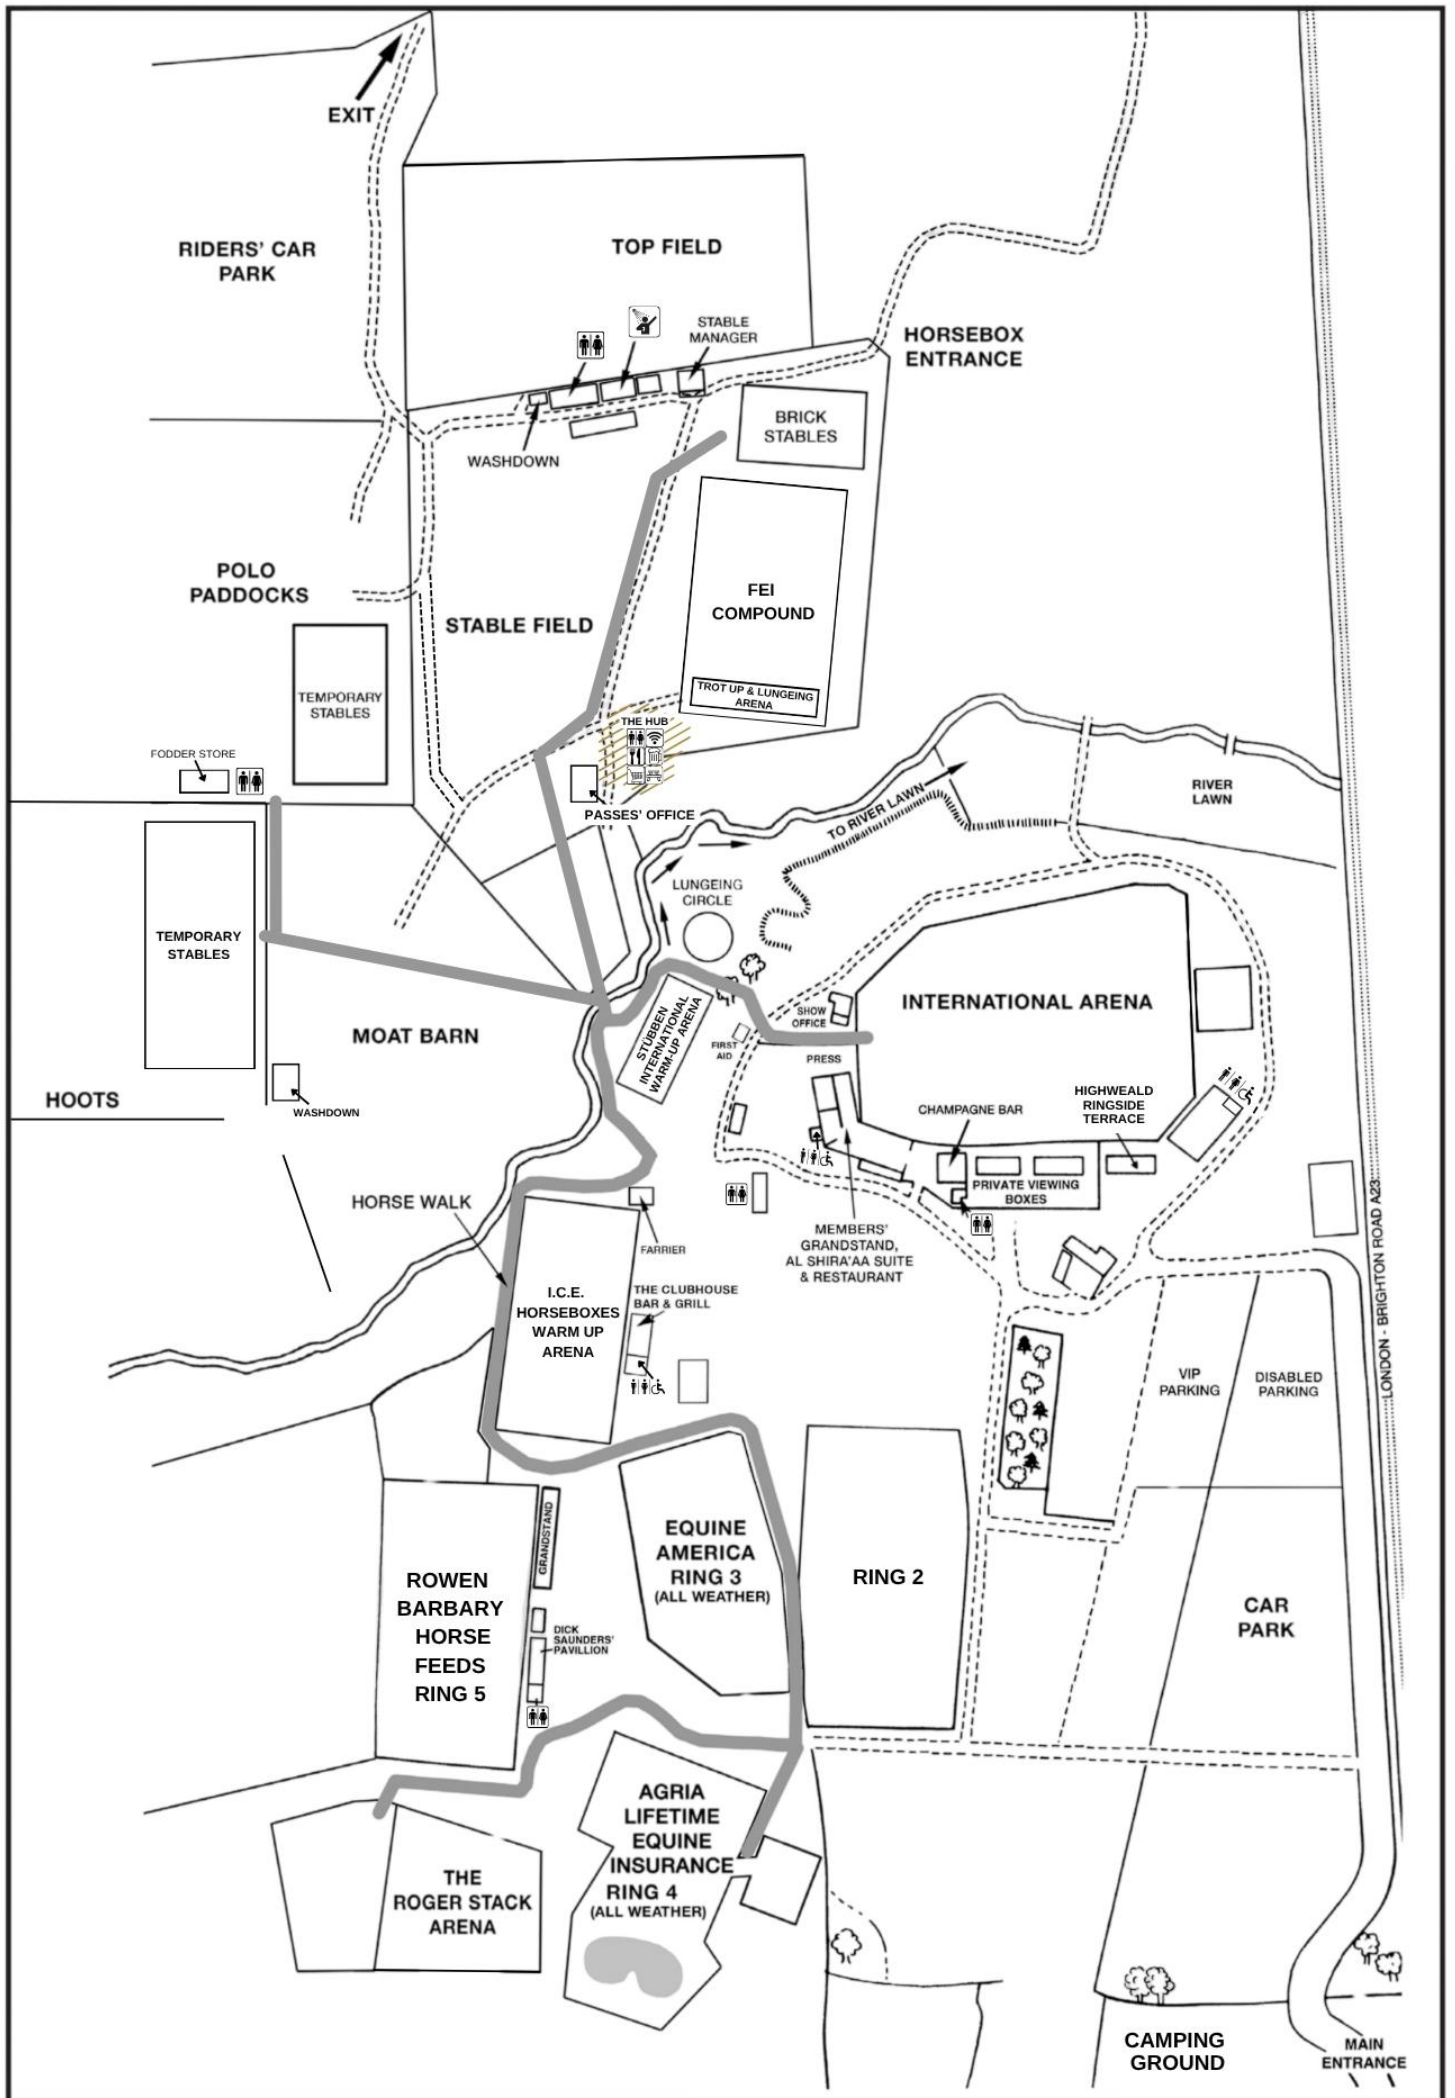 EXIT
RIDERS' CAR
PARK
TOP FIELD
STABLE
MANAGER
HORSEBOX
ENTRANCE
BRICK
STABLES
WASHDOWN
POLO
PADDOCKS
FEI
COMPOUND
STABLE FIELD
TEMPORARY
STABLES
TROT UP & LUNGEING
ARENA
THE HUB
FODDER STORE
PASSES' OFFICE
TO RIVER LAWN
RIVER
LAWN
LUNGEING
CIRCLE
TEMPORARY
STABLES
INTERNATIONAL ARENA
SHOW
OFFICE
STÜBBEN
INTERNATIONAL
WARM-UP ARENA
FIRST
AID
PRESS
MOAT BARN
HOOTS
WASHDOWN
CHAMPAGNE BAR
HIGHWEALD
RINGSIDE
TERRACE
PRIVATE VIEWING
BOXES
HORSE WALK
FARRIER
MEMBERS'
GRANDSTAND,
AL SHIRA'AA SUITE
& RESTAURANT
LONDON - BRIGHTON ROAD A23
I.C.E.
HORSEBOXES
WARM UP
ARENA
THE CLUBHOUSE
BAR & GRILL
VIP
PARKING
DISABLED
PARKING
GRANDSTAND
EQUINE
AMERICA
RING 3
(ALL WEATHER)
RING 2
ROWEN
BARBARY
HORSE
FEEDS
RING 5
CAR
PARK
DICK
SAUNDERS'
PAVILLION
AGRIA
LIFETIME
EQUINE
INSURANCE
RING 4
(ALL WEATHER)
THE
ROGER STACK
ARENA
CAMPING
GROUND
MAIN
ENTRANCE